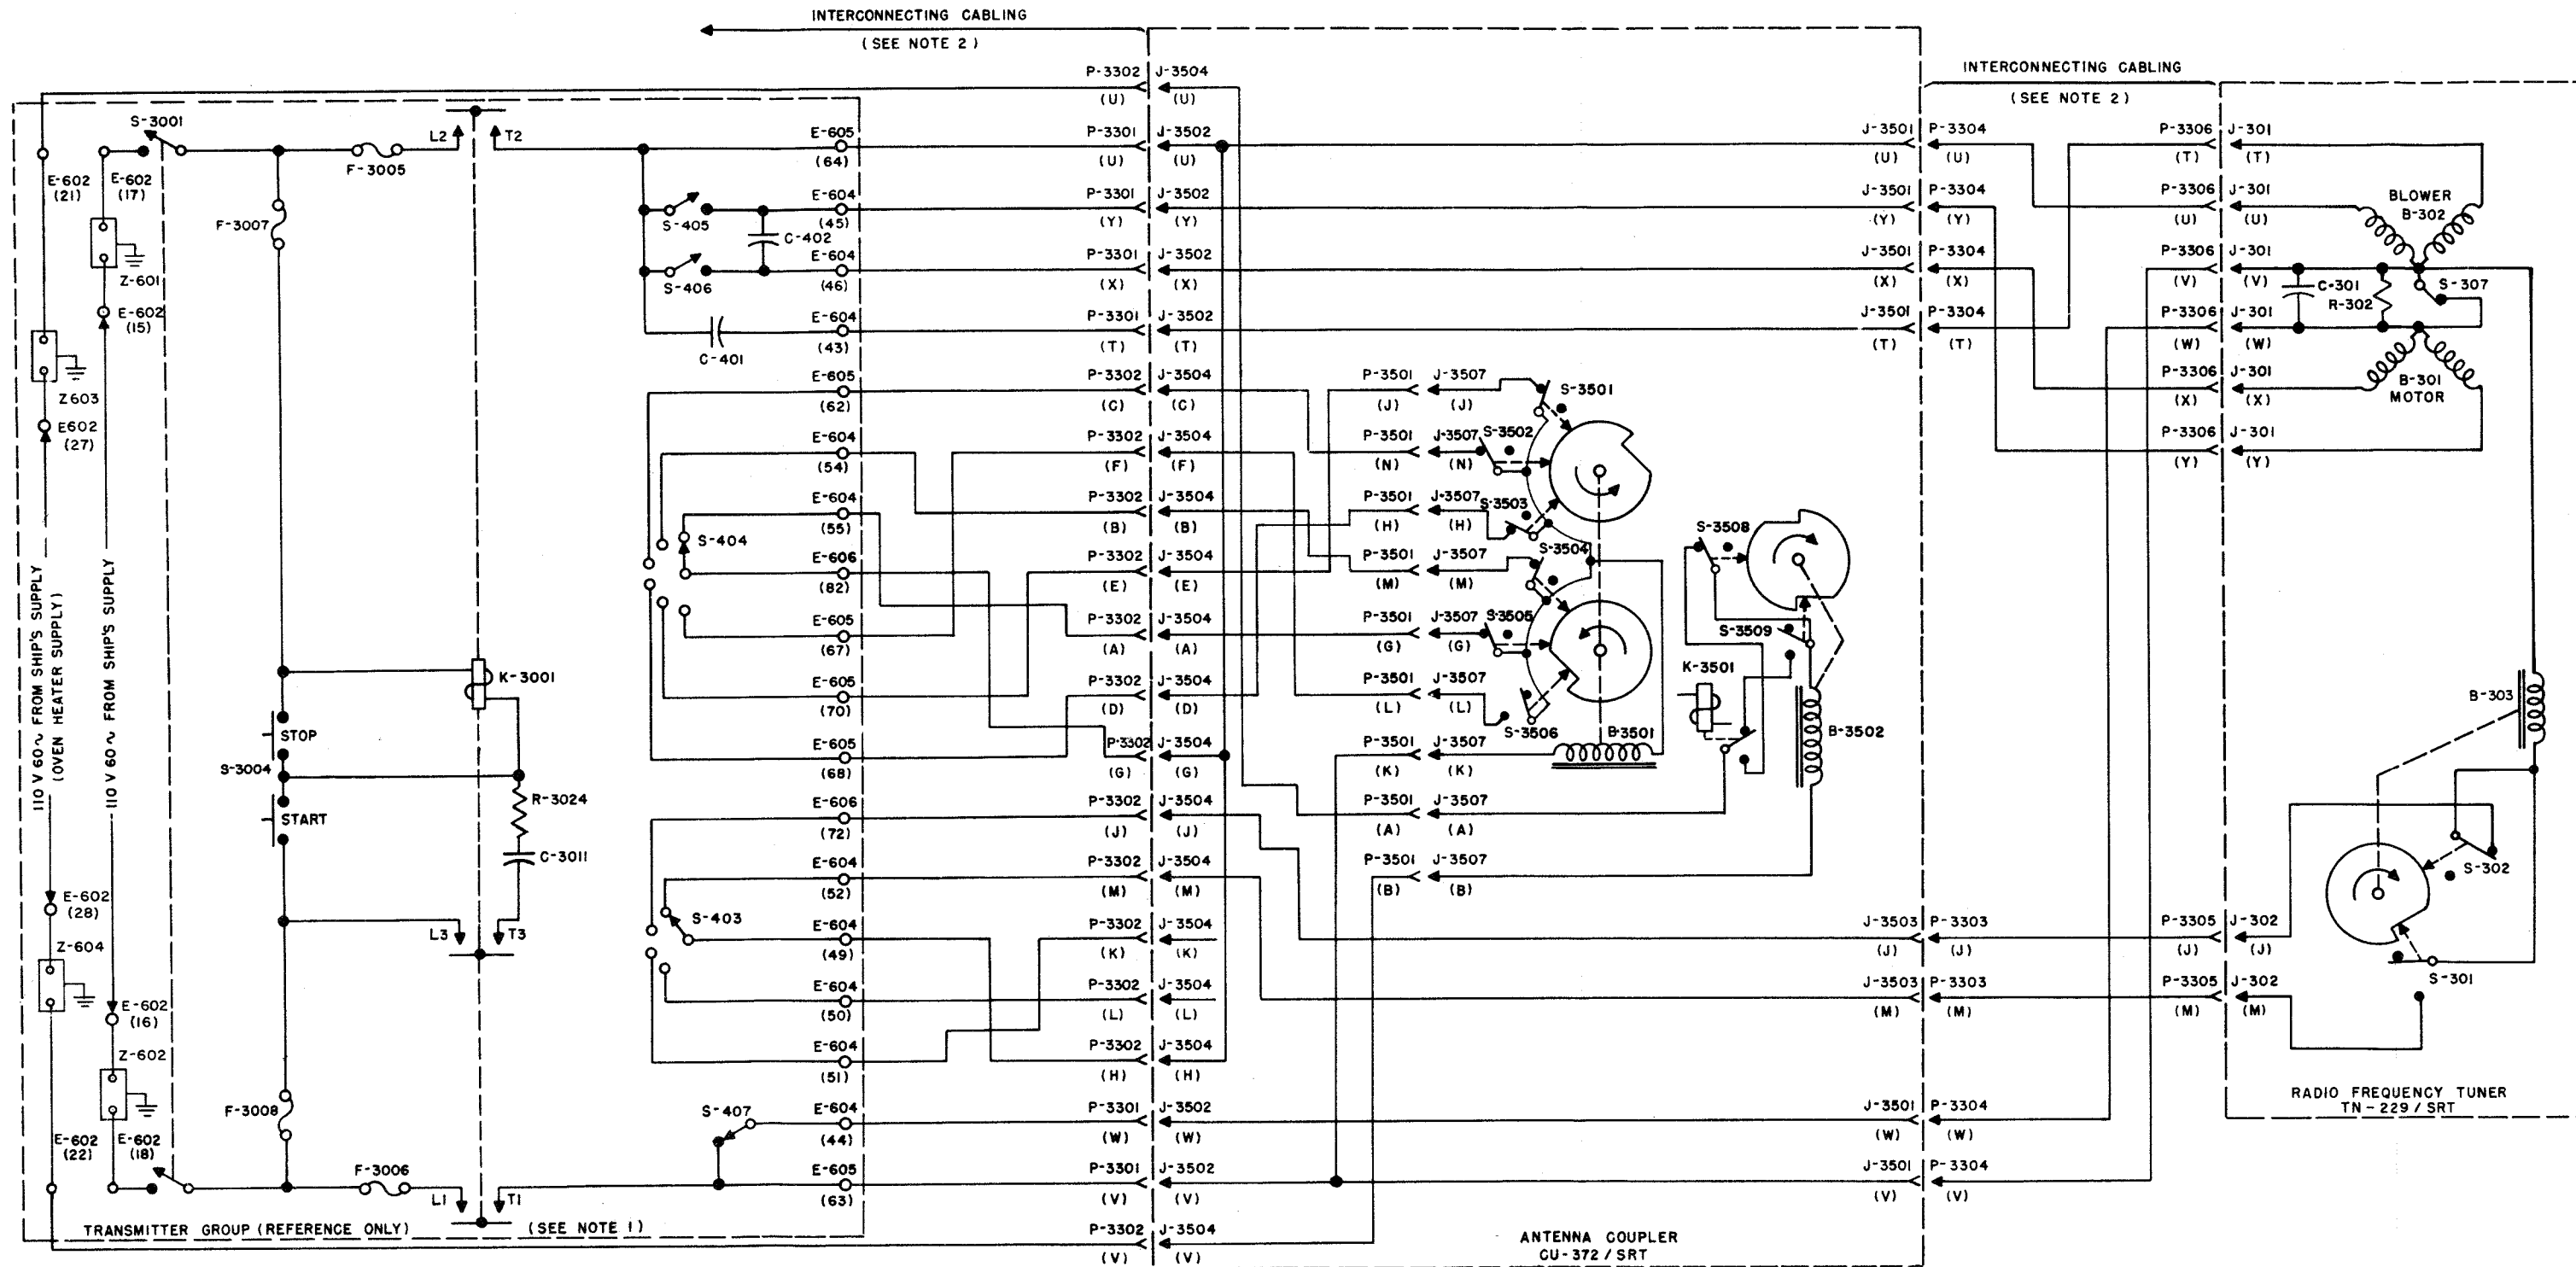 INTERCONNECTING CABLING
(SEE NOTE 2)
INTERCONNECTING CABLING
(SEE NOTE 2)
P-3302 J-3504
(U) (U)
S-3001
L2 T2
E-605
(64)
P-3301 J-3502
(U) (U)
J-3501 P-3304
(U) (U)
P-3306 J-301
(T) (T)
F-3005
E-602
(21)
E-602
(17)
E-604
(45)
P-3301 J-3502
(Y) (Y)
J-3501 P-3304
(Y) (Y)
P-3306 J-301
(U) (U)
BLOWER
B-302
F-3007
S-405
C-402
Z-601
S-406
E-604
(46)
P-3301 J-3502
(X) (X)
J-3501 P-3304
(X) (X)
P-3306 J-301
(V) (V)
C-301
R-302
S-307
E-602
(15)
C-401
E-604
(43)
P-3301 J-3502
(T) (T)
J-3501 P-3304
(T) (T)
P-3306 J-301
(W) (W)
B-301
MOTOR
Z603
E602
(27)
E-605
(62)
P-3302 J-3504
(C) (C)
P-3501 J-3507
(J) (J)
S-3501
P-3306 J-301
(X) (X)
E-604
(54)
P-3302 J-3504
(F) (F)
P-3501 J-3507
(N) (N)
S-3502
P-3306 J-301
(Y) (Y)
E-604
(55)
P-3302 J-3504
(B) (B)
P-3501 J-3507
(H) (H)
S-3503
S-404
S-3508
E-606
(82)
P-3302 J-3504
(E) (E)
P-3501 J-3507
(M) (M)
S-3504
110 V 60~ FROM SHIP'S SUPPLY
(OVEN HEATER SUPPLY)
110 V 60~ FROM SHIP'S SUPPLY
E-605
(67)
P-3302 J-3504
(A) (A)
P-3501 J-3507
(G) (G)
S-3505
S-3509
K-3001
E-605
(70)
P-3302 J-3504
(D) (D)
P-3501 J-3507
(L) (L)
K-3501
B-303
STOP
S-3004
START
E-605
(68)
P-3302 J-3504
(G) (G)
P-3501 J-3507
(K) (K)
S-3506
B-3501
B-3502
R-3024
E-606
(72)
P-3302 J-3504
(J) (J)
P-3501 J-3507
(A) (A)
C-3011
E-604
(52)
P-3302 J-3504
(M) (M)
P-3501 J-3507
(B) (B)
S-302
E-602
(28)
S-403
L3 T3
E-604
(49)
P-3302 J-3504
(K) (K)
J-3503 P-3303
(J) (J)
P-3305 J-302
(J) (J)
Z-604
E-604
(50)
P-3302 J-3504
(L) (L)
J-3503 P-3303
(M) (M)
P-3305 J-302
(M) (M)
S-301
E-602
(16)
Z-602
E-604
(51)
P-3302 J-3504
(H) (H)
F-3008
S-407
E-604
(44)
P-3301 J-3502
(W) (W)
J-3501 P-3304
(W) (W)
RADIO FREQUENCY TUNER
TN-229/SRT
E-602
(22)
E-602
(18)
F-3006
L1 T1
E-605
(63)
P-3301 J-3502
(V) (V)
J-3501 P-3304
(V) (V)
TRANSMITTER GROUP (REFERENCE ONLY) (SEE NOTE 1)
P-3302 J-3504
(V) (V)
ANTENNA COUPLER
CU-372/SRT